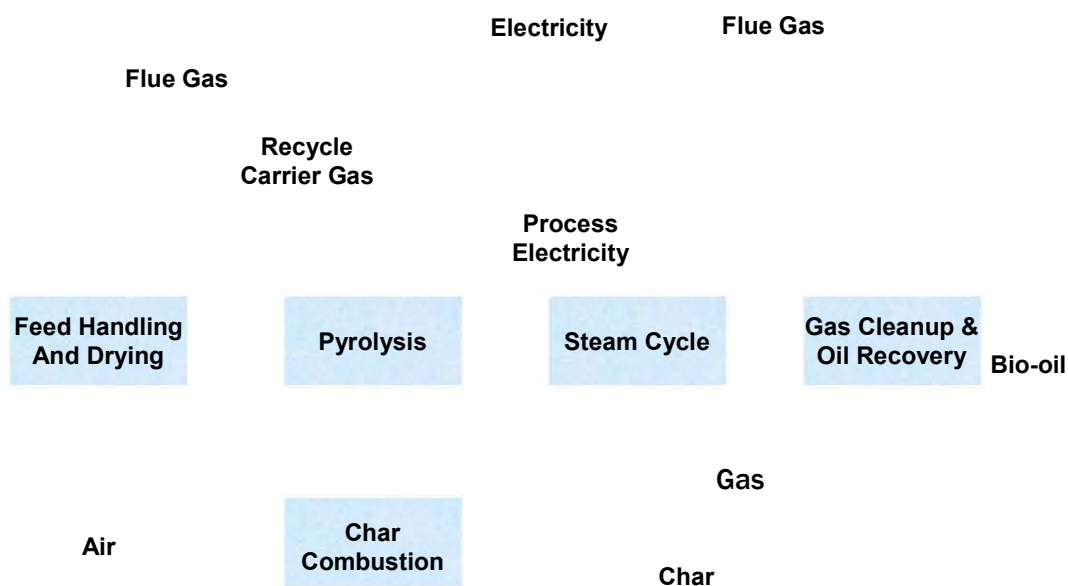 Electricity
Flue Gas
Flue Gas
Recycle
Carrier Gas
Process
Electricity
Feed Handling
And Drying
Pyrolysis
Steam Cycle
Gas Cleanup &
Oil Recovery
Bio-oil
Gas
Air
Char
Combustion
Char